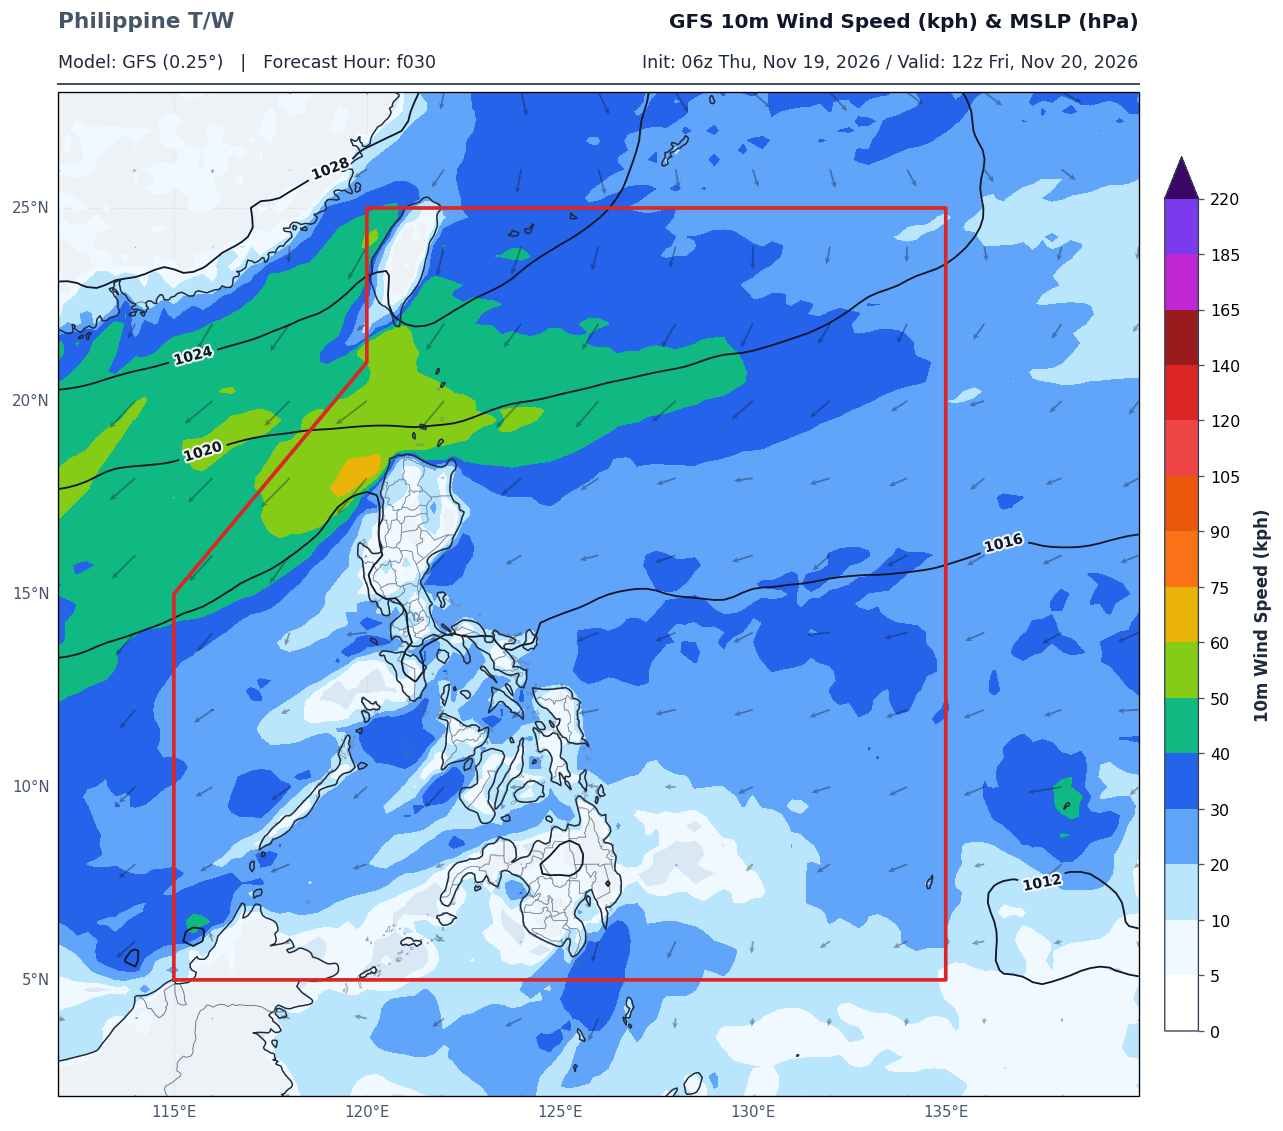 Philippine T/W
GFS 10m Wind Speed (kph) & MSLP (hPa)
Model: GFS (0.25°)   |   Forecast Hour: f030
Init: 06z Thu, Nov 19, 2026 / Valid: 12z Fri, Nov 20, 2026
1028
1024
1020
1016
1012
25°N
20°N
15°N
10°N
5°N
115°E
120°E
125°E
130°E
135°E
220
185
165
140
120
105
90
75
60
50
40
30
20
10
5
0
10m Wind Speed (kph)